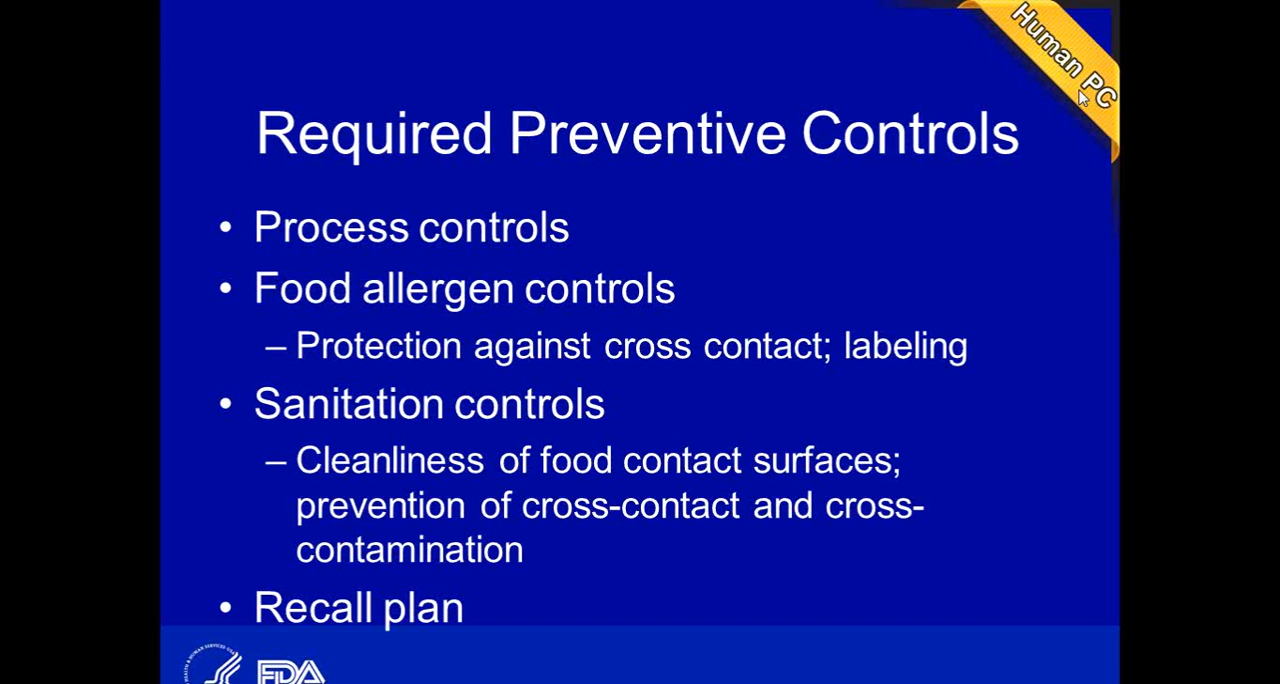 Human PC
Required Preventive Controls
• Process controls
• Food allergen controls
– Protection against cross contact; labeling
• Sanitation controls
– Cleanliness of food contact surfaces;
prevention of cross-contact and cross-
contamination
• Recall plan
FDA